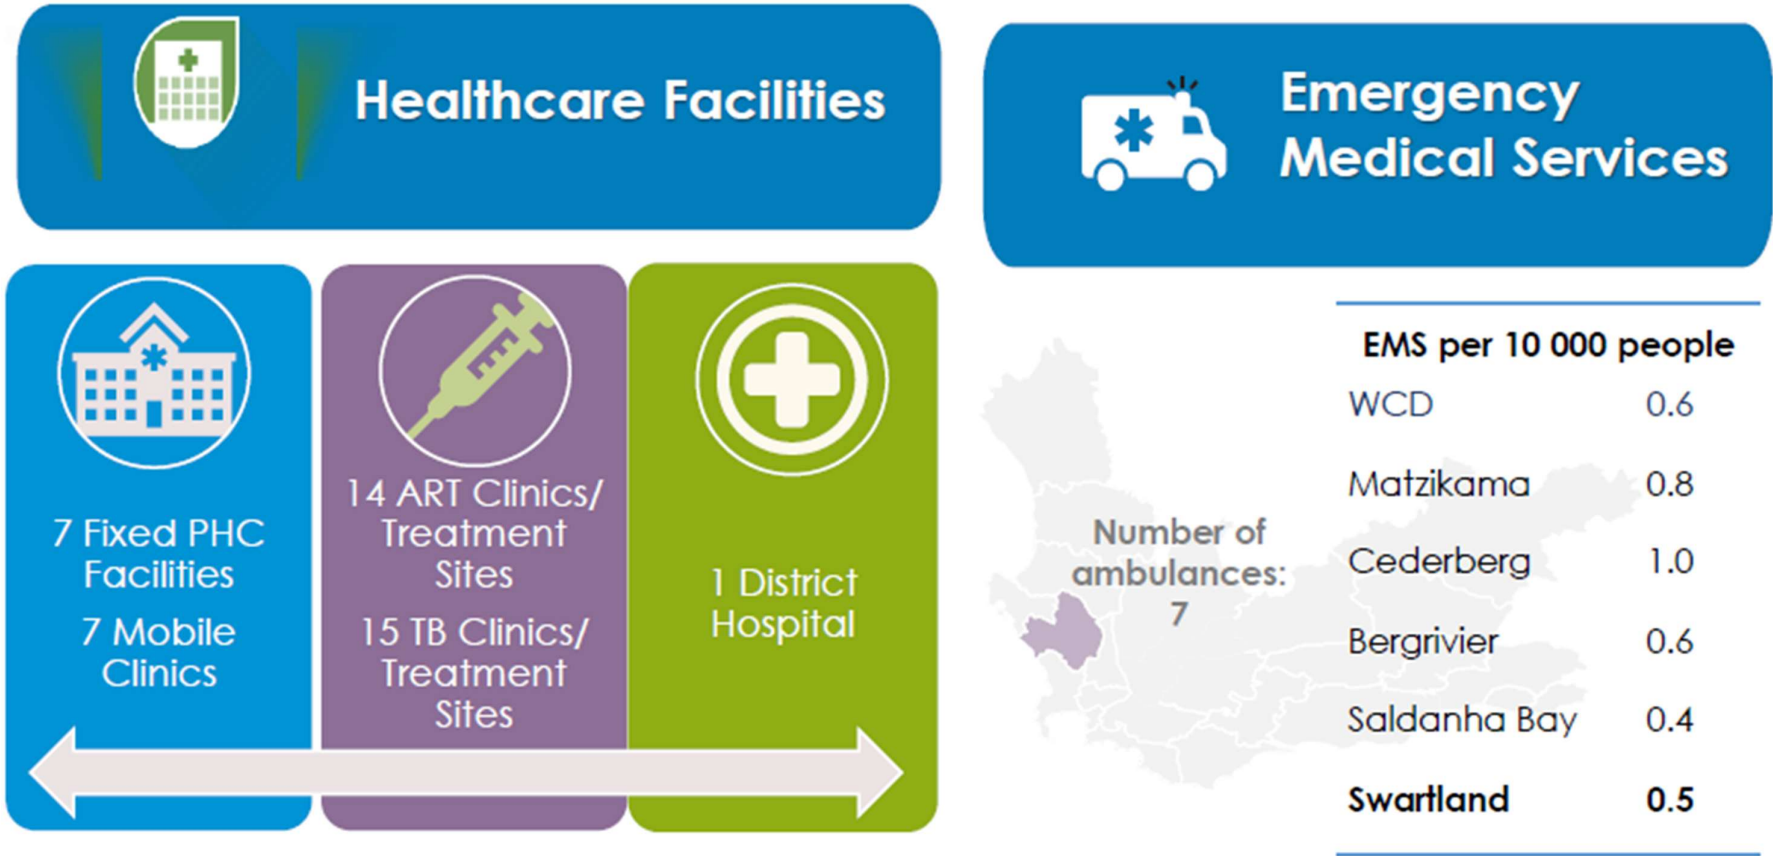 Healthcare Facilities
7 Fixed PHC
Facilities
7 Mobile
Clinics
14 ART Clinics/
Treatment
Sites
15 TB Clinics/
Treatment
Sites
1 District
Hospital
Emergency
Medical Services
Number of
ambulances:
7
EMS per 10 000 people
WCD 0.6
Matzikama 0.8
Cederberg 1.0
Bergrivier 0.6
Saldanha Bay 0.4
Swartland 0.5